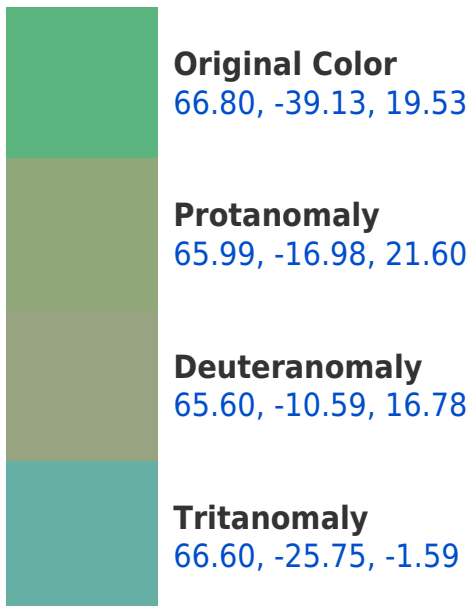 Original Color
66.80, -39.13, 19.53
Protanomaly
65.99, -16.98, 21.60
Deuteranomaly
65.60, -10.59, 16.78
Tritanomaly
66.60, -25.75, -1.59